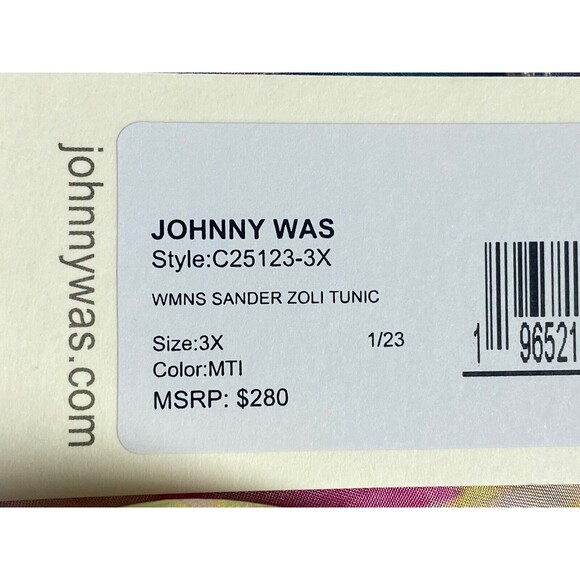 johnnywas.com
JOHNNY WAS
Style:C25123-3X
WMNS SANDER ZOLI TUNIC
Size:3X 1/23
Color:MTI
MSRP: $280
1 96521